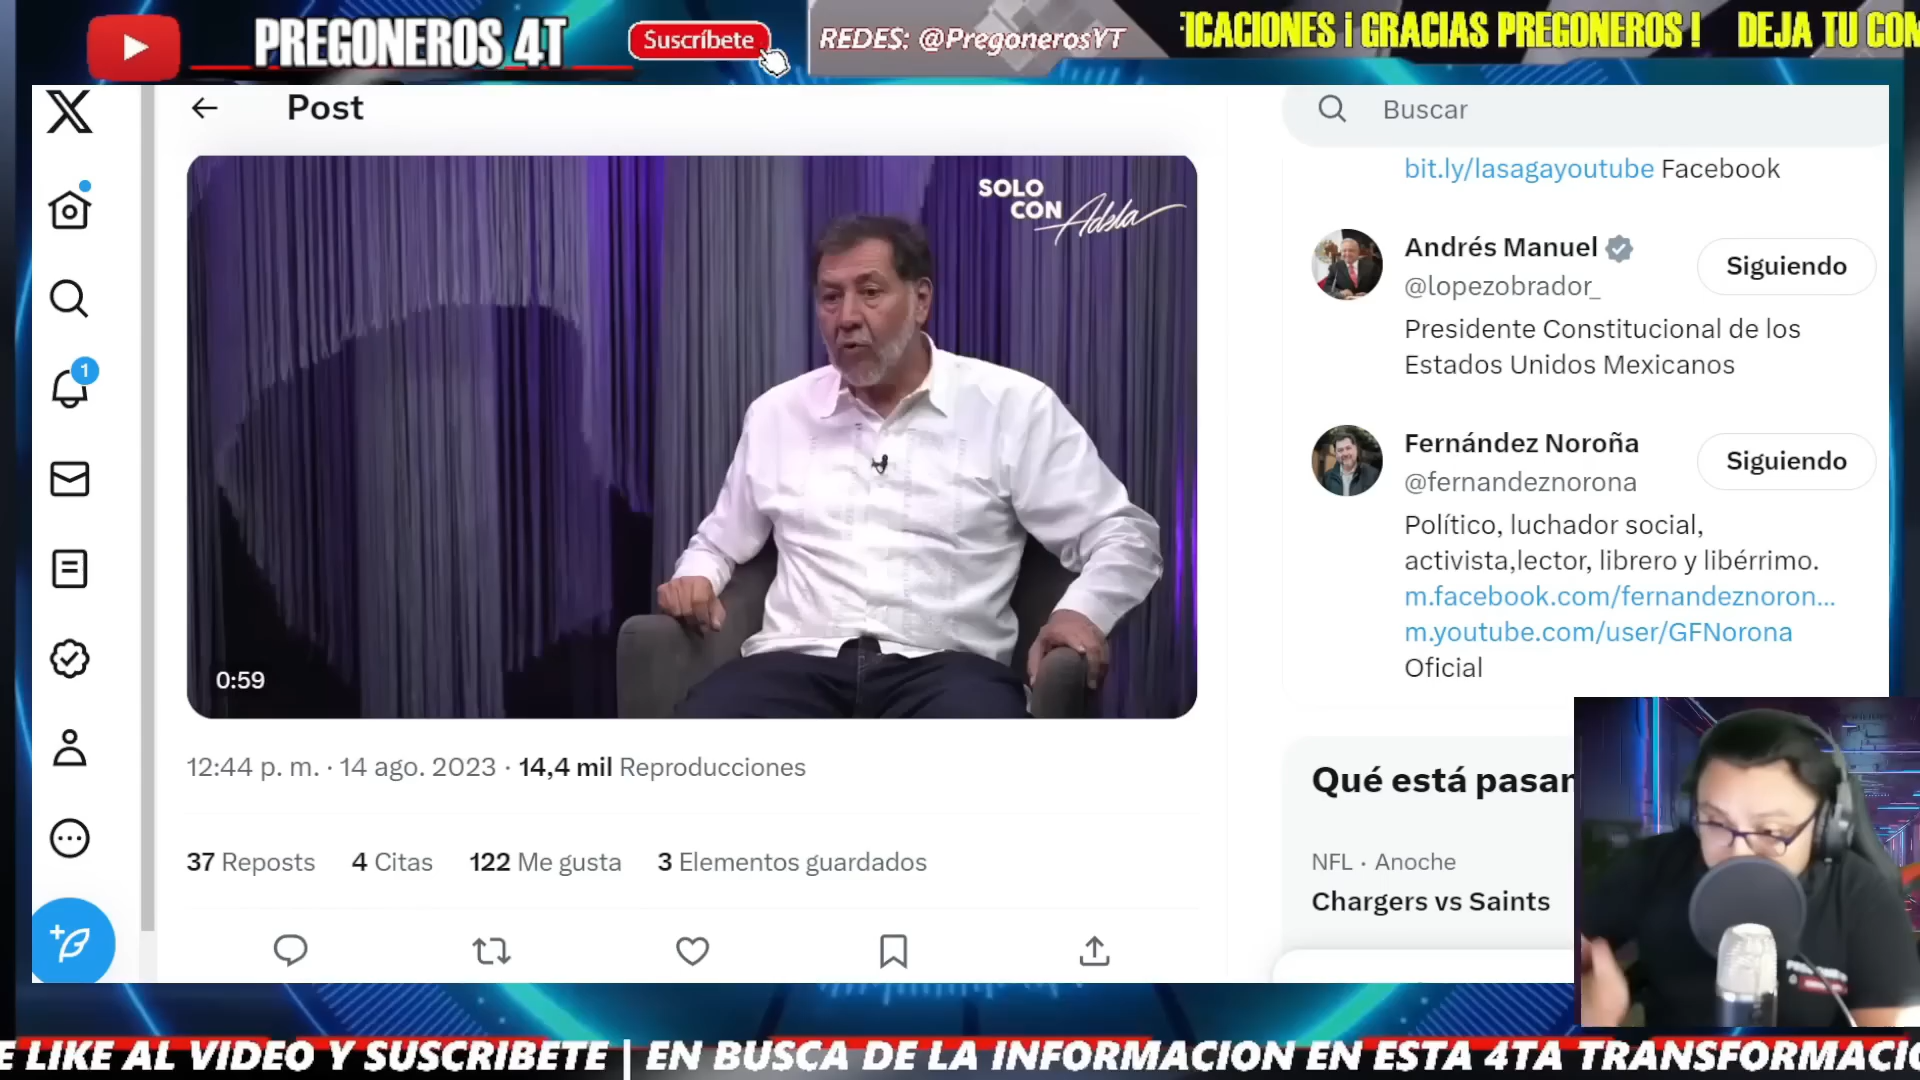 PREGONEROS 4T
Suscríbete
REDES: @PregonerosYT
ICACIONES ¡ GRACIAS PREGONEROS !
DEJA TU COM
Post
SOLO
CON Adela
0:59
12:44 p. m. · 14 ago. 2023 · 14,4 mil Reproducciones
37 Reposts 4 Citas 122 Me gusta 3 Elementos guardados
1
Buscar
bit.ly/lasagayoutube Facebook
Andrés Manuel
@lopezobrador_
Siguiendo
Presidente Constitucional de los
Estados Unidos Mexicanos
Fernández Noroña
@fernandeznorona
Siguiendo
Político, luchador social,
activista,lector, librero y libérrimo.
m.facebook.com/fernandeznoron...
m.youtube.com/user/GFNorona
Oficial
Qué está pasan
NFL · Anoche
Chargers vs Saints
E LIKE AL VIDEO Y SUSCRIBETE | EN BUSCA DE LA INFORMACION EN ESTA 4TA TRANSFORMACIO